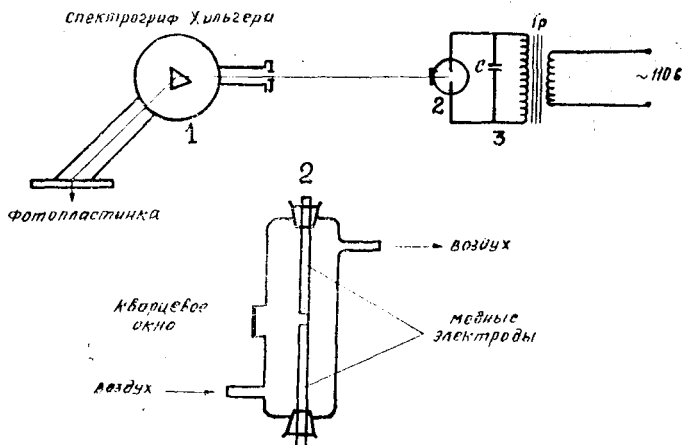 Спектрограф Хильгера
Тр
C
~110 в
1
2
3
Фотопластинка
2
воздух
кварцевое
окно
медные
электроды
воздух